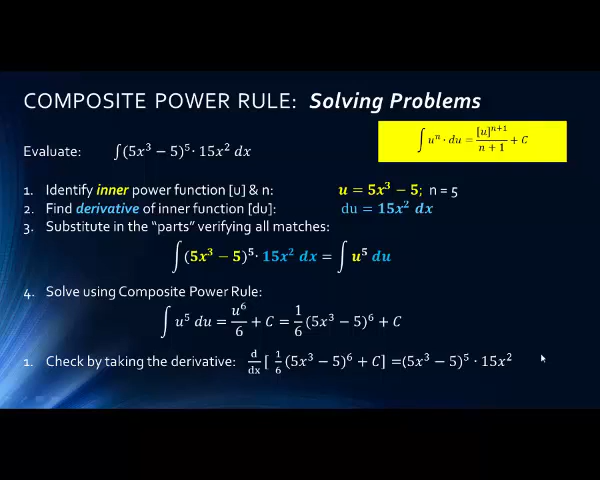 COMPOSITE POWER RULE: Solving Problems
∫ uⁿ · du = [u]ⁿ⁺¹/(n + 1) + C
Evaluate: ∫(5x³ − 5)⁵ · 15x² dx
1. Identify inner power function [u] & n: u = 5x³ − 5; n = 5
2. Find derivative of inner function [du]: du = 15x² dx
3. Substitute in the “parts” verifying all matches:
∫(5x³ − 5)⁵ · 15x² dx = ∫ u⁵ du
4. Solve using Composite Power Rule:
∫ u⁵ du = u⁶/6 + C = 1/6 (5x³ − 5)⁶ + C
1. Check by taking the derivative: d/dx [ 1/6 (5x³ − 5)⁶ + C] =(5x³ − 5)⁵ · 15x²